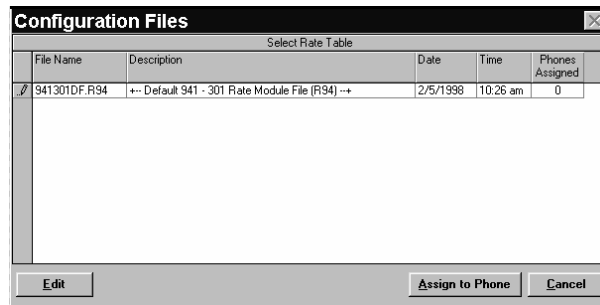 Configuration Files
Select Rate Table
File Name Description Date Time Phones Assigned
941301DF.R94 +-- Default 941 - 301 Rate Module File (R94) --+ 2/5/1998 10:26 am 0
Edit Assign to Phone Cancel